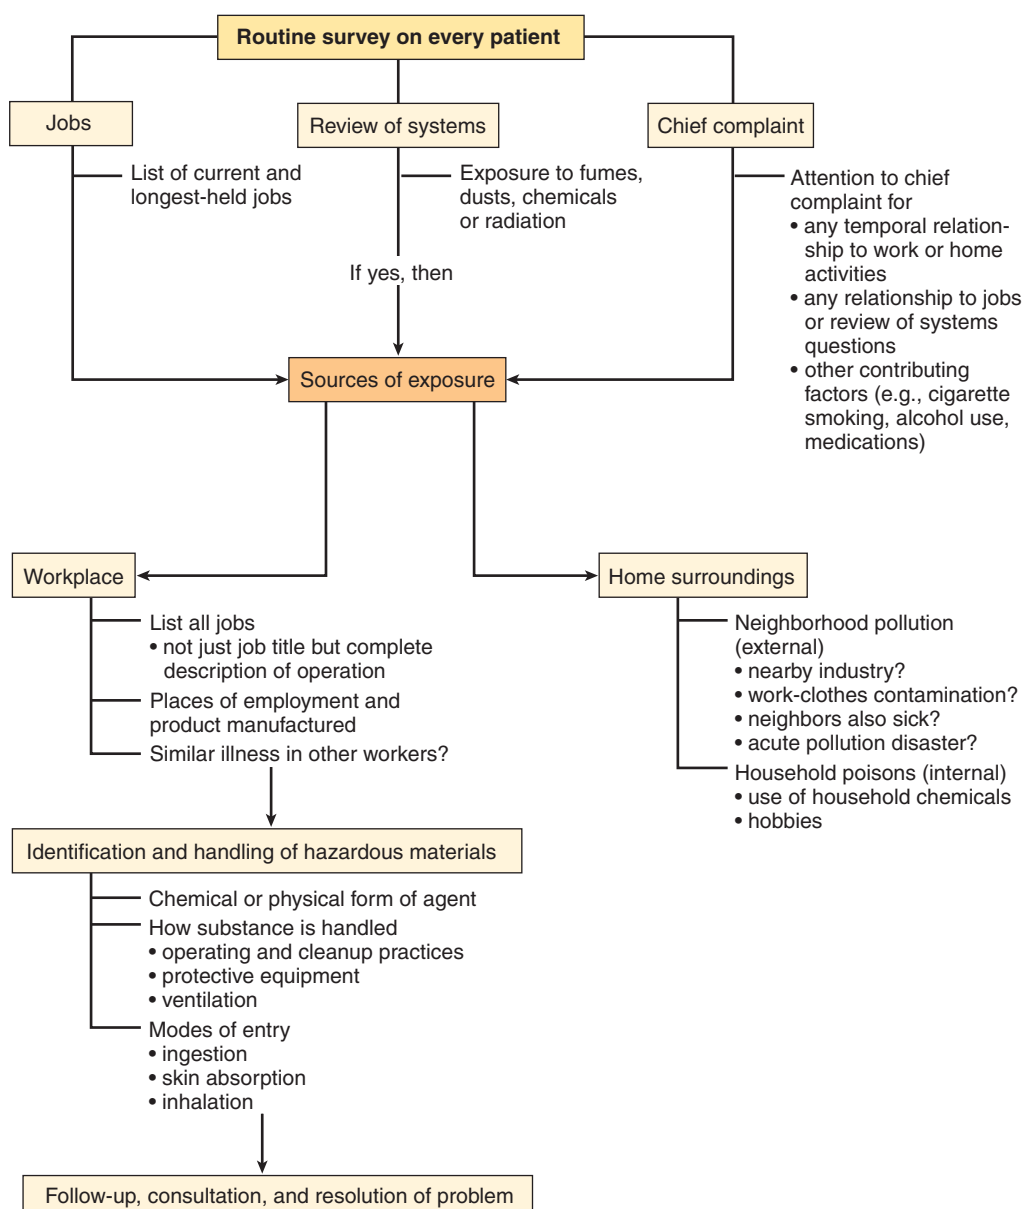 Routine survey on every patient
Jobs
Review of systems
Chief complaint
List of current and
longest-held jobs
Exposure to fumes,
dusts, chemicals
or radiation
If yes, then
Attention to chief
complaint for
• any temporal relation-
ship to work or home
activities
• any relationship to jobs
or review of systems
questions
• other contributing
factors (e.g., cigarette
smoking, alcohol use,
medications)
Sources of exposure
Workplace
List all jobs
• not just job title but complete
description of operation
Places of employment and
product manufactured
Similar illness in other workers?
Home surroundings
Neighborhood pollution
(external)
• nearby industry?
• work-clothes contamination?
• neighbors also sick?
• acute pollution disaster?
Household poisons (internal)
• use of household chemicals
• hobbies
Identification and handling of hazardous materials
Chemical or physical form of agent
How substance is handled
• operating and cleanup practices
• protective equipment
• ventilation
Modes of entry
• ingestion
• skin absorption
• inhalation
Follow-up, consultation, and resolution of problem